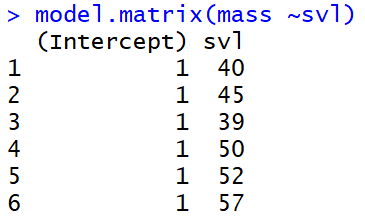 > model.matrix(mass ~svl)
(Intercept) svl
1 1 40
2 1 45
3 1 39
4 1 50
5 1 52
6 1 57